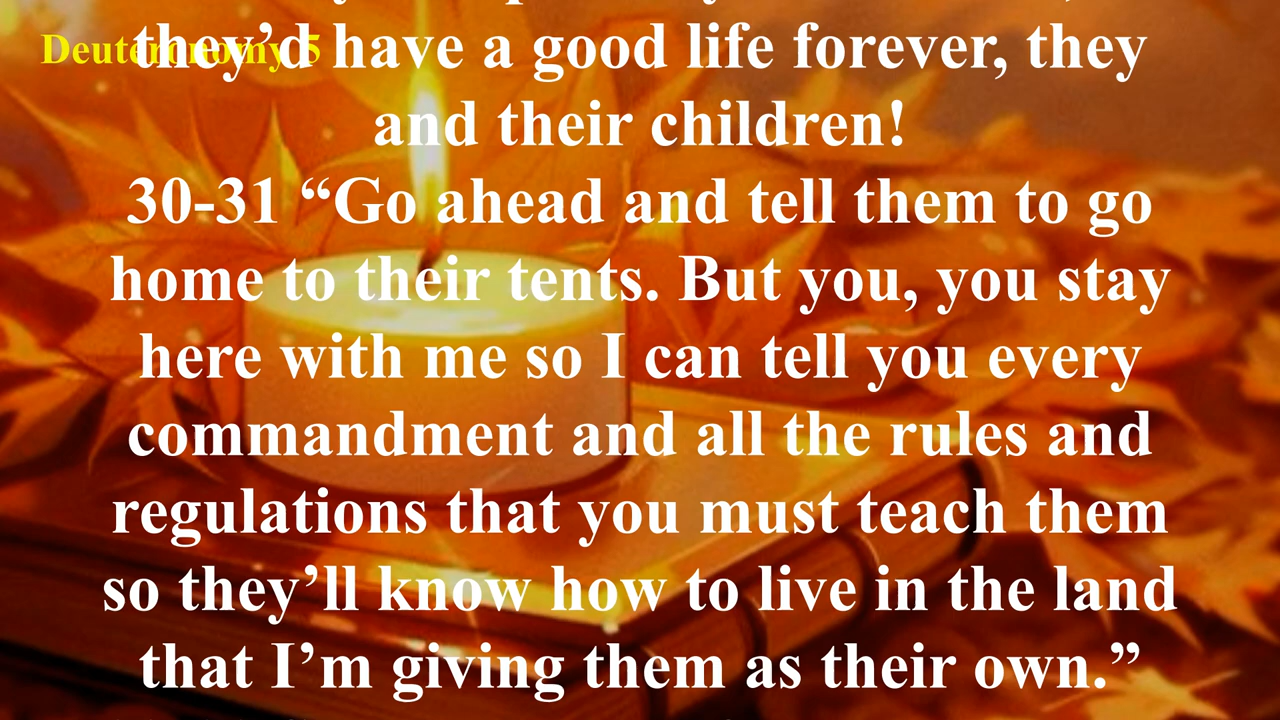 Deuteronomy 5
they’d have a good life forever, they
and their children!
30-31 “Go ahead and tell them to go
home to their tents. But you, you stay
here with me so I can tell you every
commandment and all the rules and
regulations that you must teach them
so they’ll know how to live in the land
that I’m giving them as their own.”